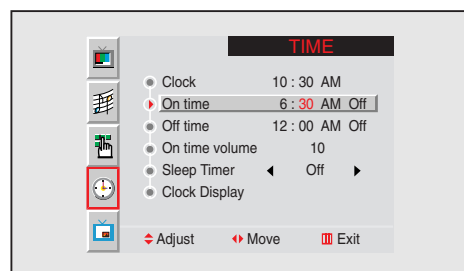 TIME
Clock 10 : 30 AM
On time 6 : 30 AM Off
Off time 12 : 00 AM Off
On time volume 10
Sleep Timer Off
Clock Display
Adjust Move Exit